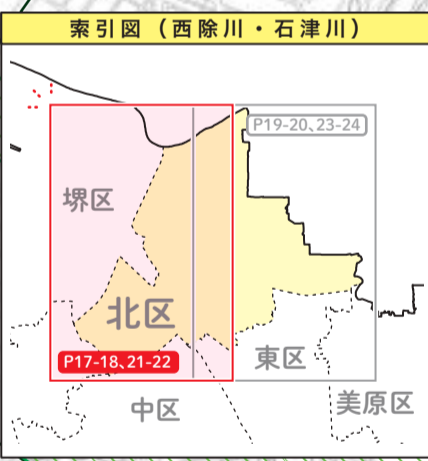 索引図（西除川・石津川）
P19-20、23-24
堺区
北区
P17-18、21-22
東区
中区
美原区